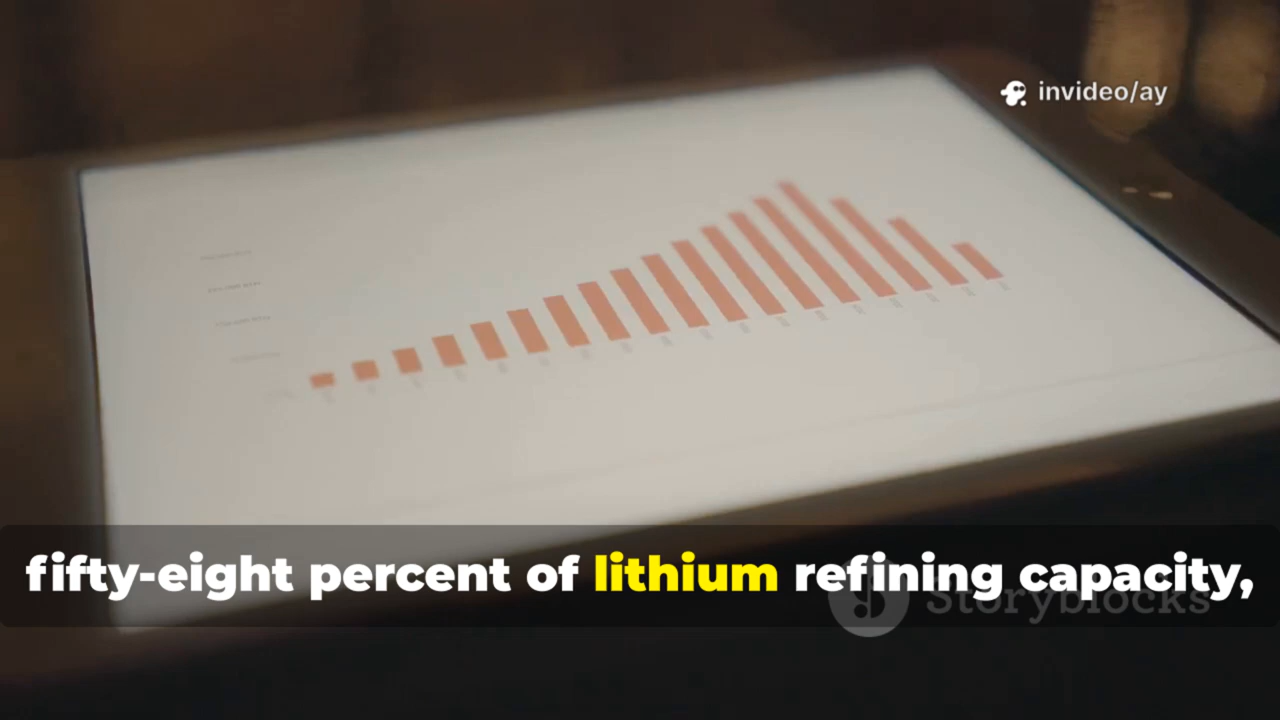 invideo/ay
fifty-eight percent of lithium refining capacity,
Storyblocks